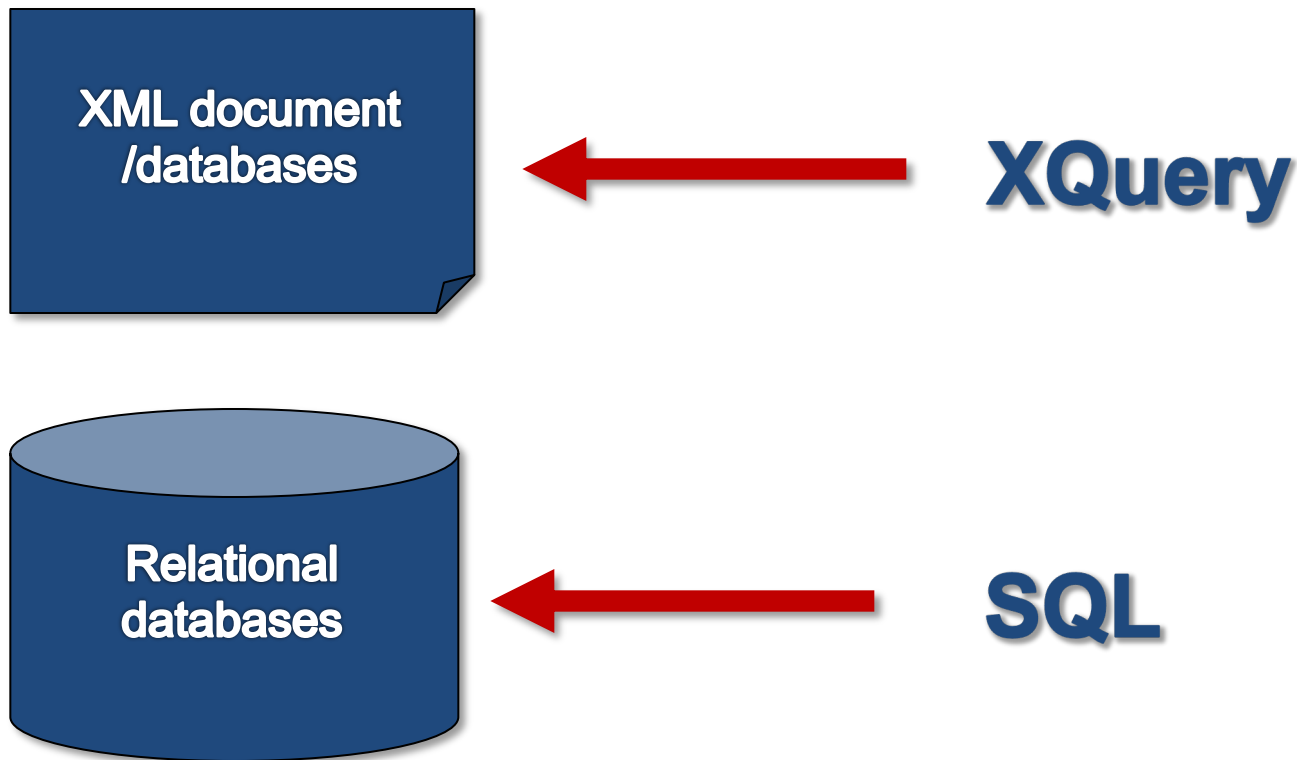 XML document
/databases
XQuery
Relational
databases
SQL